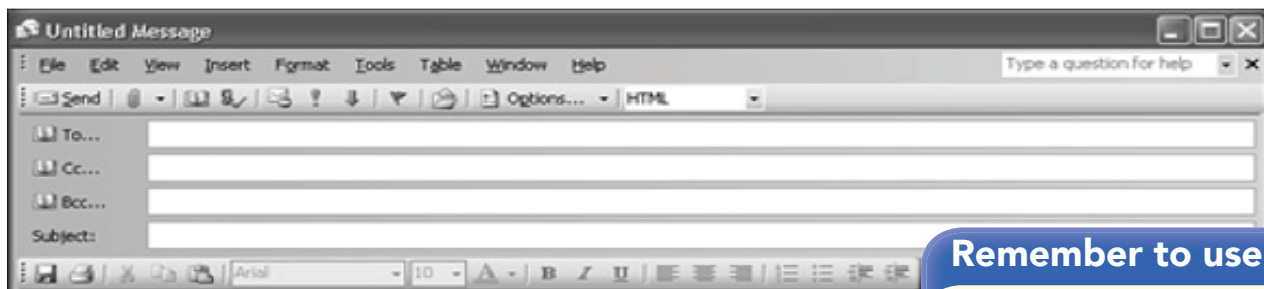 Untitled Message
File Edit View Insert Format Tools Table Window Help Type a question for help
Send Options... HTML
To...
Cc...
Bcc...
Subject:
Arial 10 A B I U
Remember to use